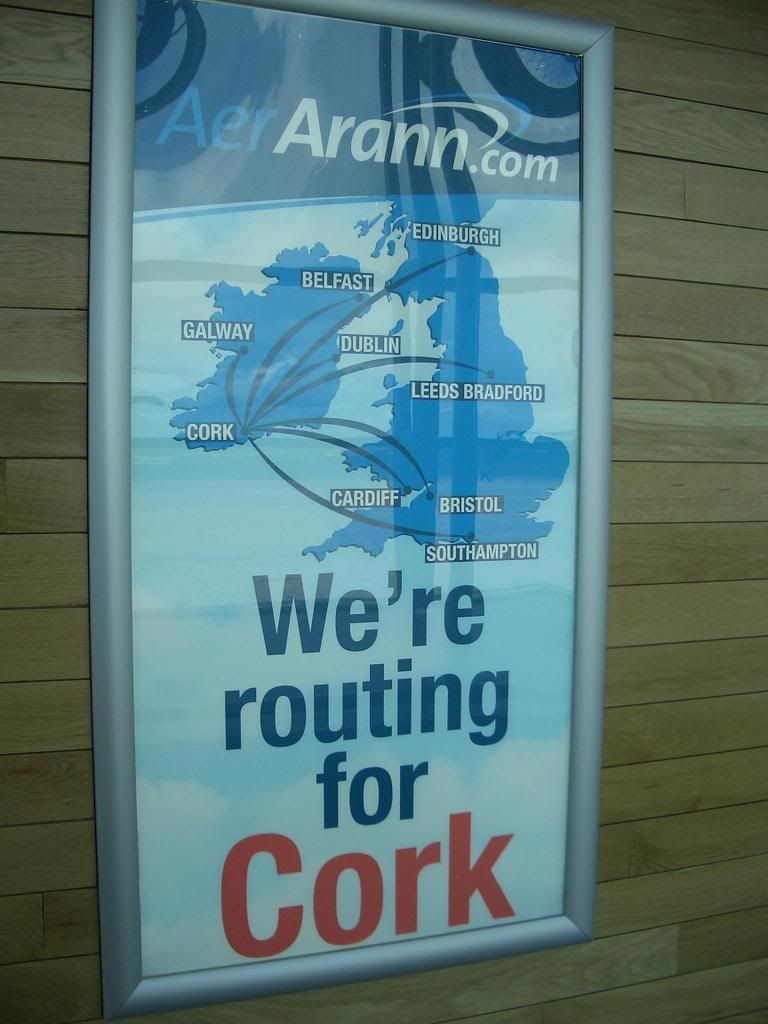 AerArann.com
EDINBURGH
BELFAST
GALWAY
DUBLIN
LEEDS BRADFORD
CORK
CARDIFF
BRISTOL
SOUTHAMPTON
We're
routing
for
Cork